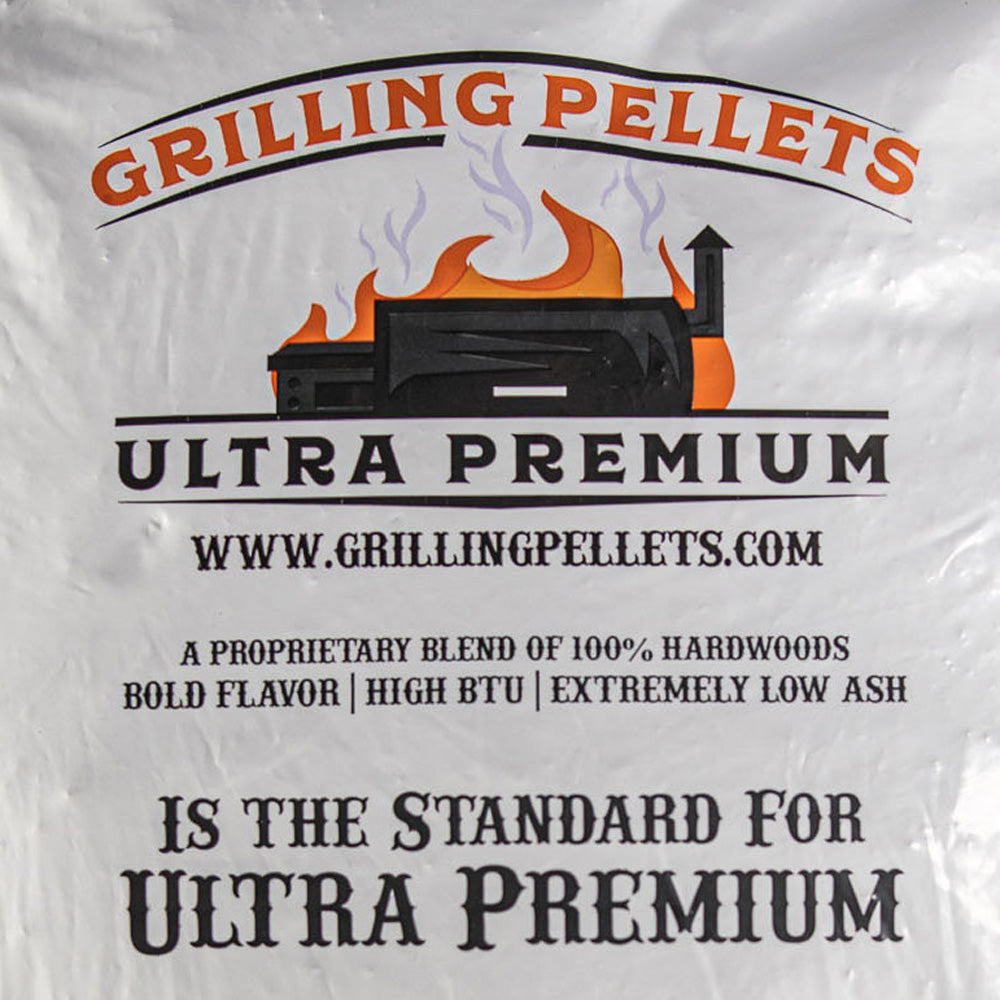 GRILLING PELLETS
ULTRA PREMIUM
WWW.GRILLINGPELLETS.COM
A PROPRIETARY BLEND OF 100% HARDWOODS
BOLD FLAVOR | HIGH BTU | EXTREMELY LOW ASH
IS THE STANDARD FOR
ULTRA PREMIUM